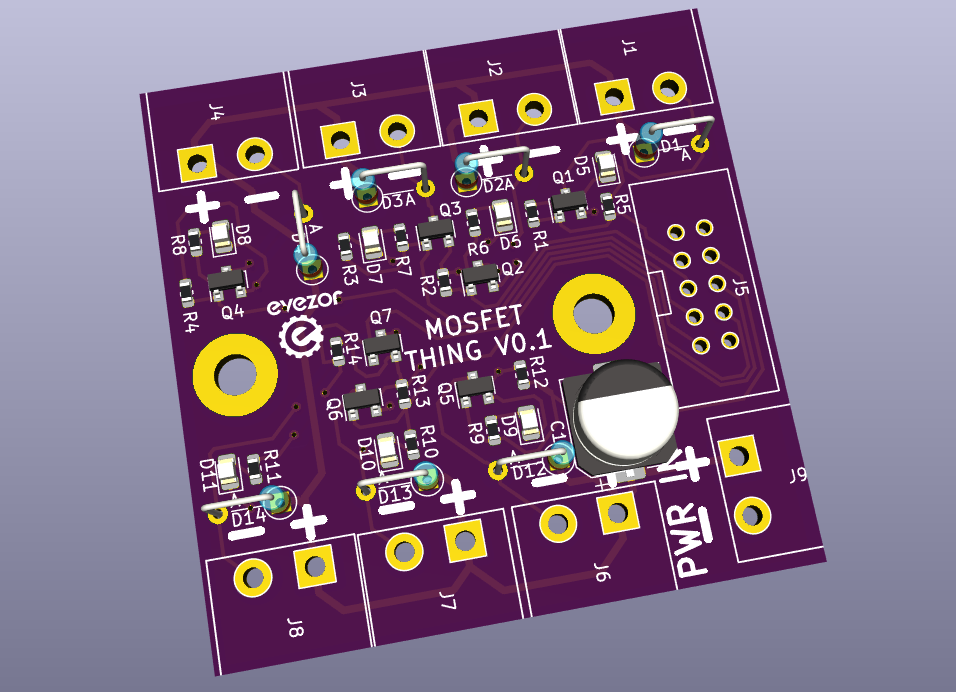 J1
J2
J3
J4
+
−
+
−
+
−
+
−
D1
A
D2A
D3A
A
D5
Q1
R5
D8
R8
Q3
R6
D5
R1
R3
D7
R7
R2
Q2
Q4
R4
J5
eyezor
e
MOSFET
THING V0.1
Q7
R14
R12
Q5
R13
Q6
R9
D9
C1
D12
R10
D10
D13
D11
R11
D14
+
−
+
−
+
−
PWR IN
+
−
J9
J6
J7
J8